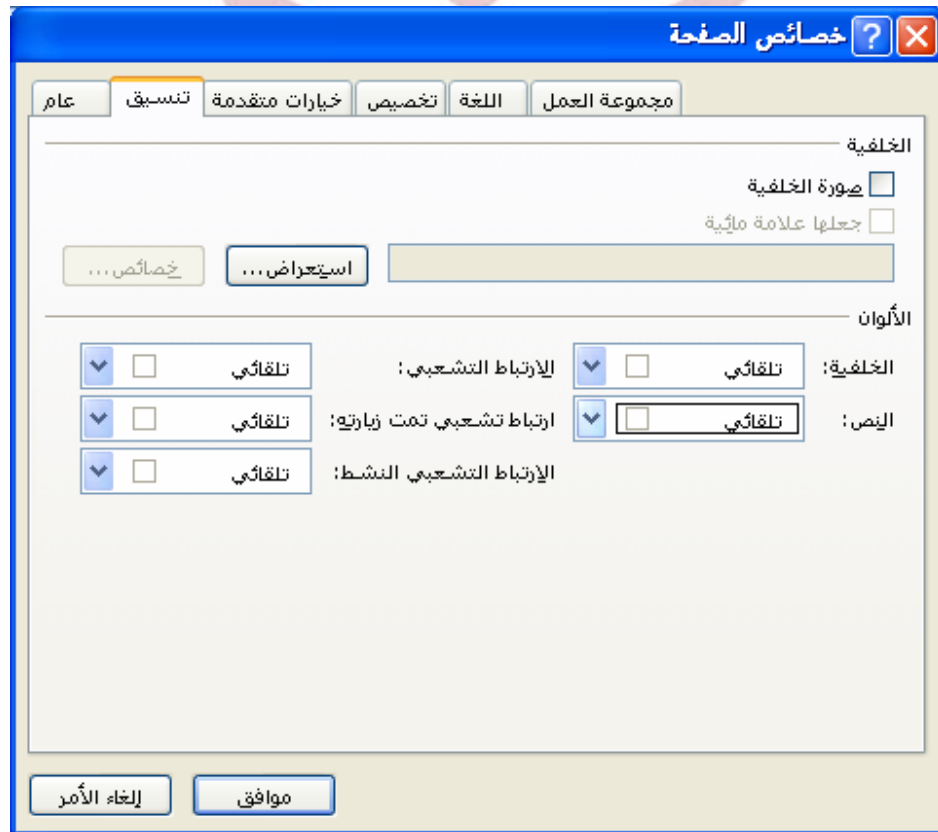 خصائص الصفحة
عام تنسيق خيارات متقدمة تخصيص اللغة مجموعة العمل
الخلفية
صورة الخلفية
جعلها علامة مائية
استعراض... خصائص...
الألوان
الخلفية: تلقائي الارتباط التشعبي: تلقائي
النص: تلقائي ارتباط تشعبي تمت زيارته: تلقائي
الارتباط التشعبي النشط: تلقائي
موافق إلغاء الأمر